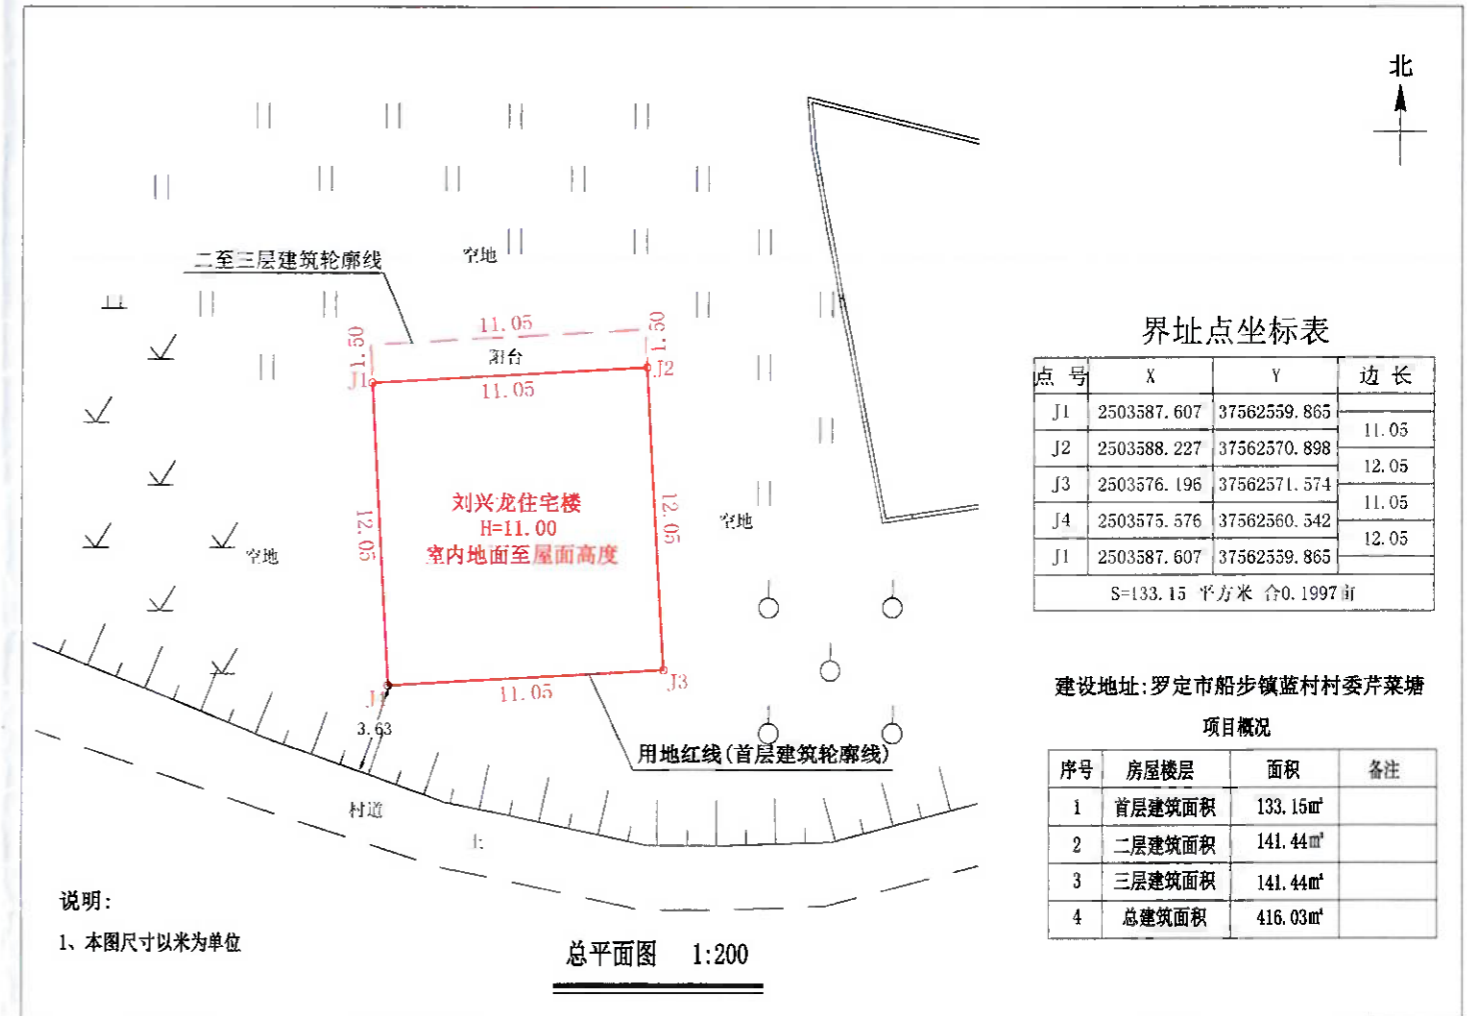 北
空地
二至三层建筑轮廓线
11.05
1.50
1.50
阳台
J1
J2
11.05
刘兴龙住宅楼
H=11.00
室内地面至屋面高度
12.05
12.05
空地
空地
J3
11.05
3.63
用地红线(首层建筑轮廓线)
村道
土
说明:
1、本图尺寸以米为单位
总平面图 1:200
界址点坐标表
点 号 X Y 边 长
J1 2503587.607 37562559.865
11.05
J2 2503588.227 37562570.898
12.05
J3 2503576.196 37562571.574
11.05
J4 2503575.576 37562560.542
12.05
J1 2503587.607 37562559.865
S=133.15 平方米 合0.1997亩
建设地址:罗定市船步镇蓝村村委芹菜塘
项目概况
序号 房屋楼层 面积 备注
1 首层建筑面积 133.15㎡
2 二层建筑面积 141.44㎡
3 三层建筑面积 141.44㎡
4 总建筑面积 416.03㎡